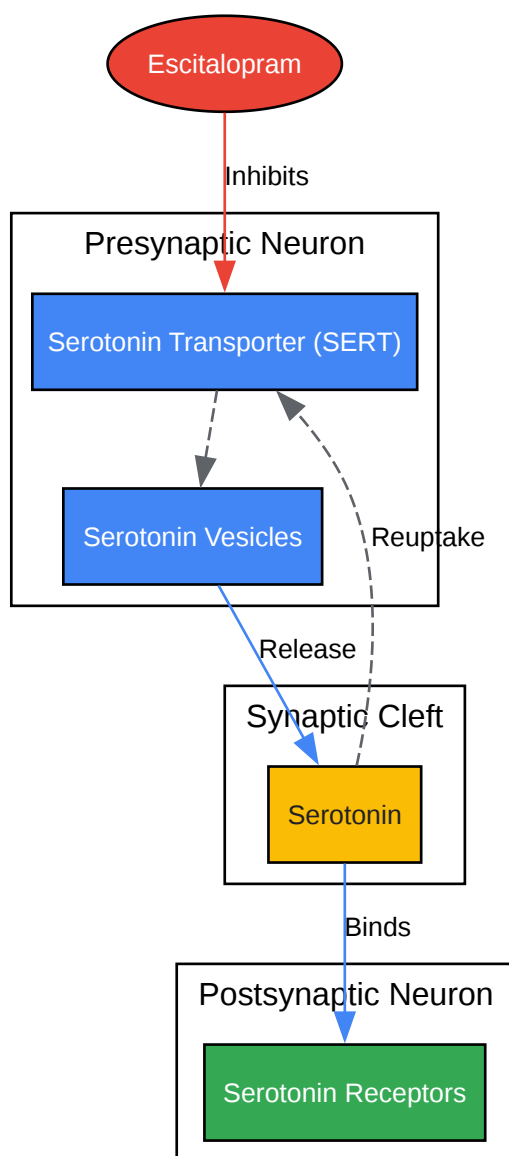 Escitalopram
Inhibits
Presynaptic Neuron
Serotonin Transporter (SERT)
Serotonin Vesicles
Reuptake
Release
Synaptic Cleft
Serotonin
Binds
Postsynaptic Neuron
Serotonin Receptors